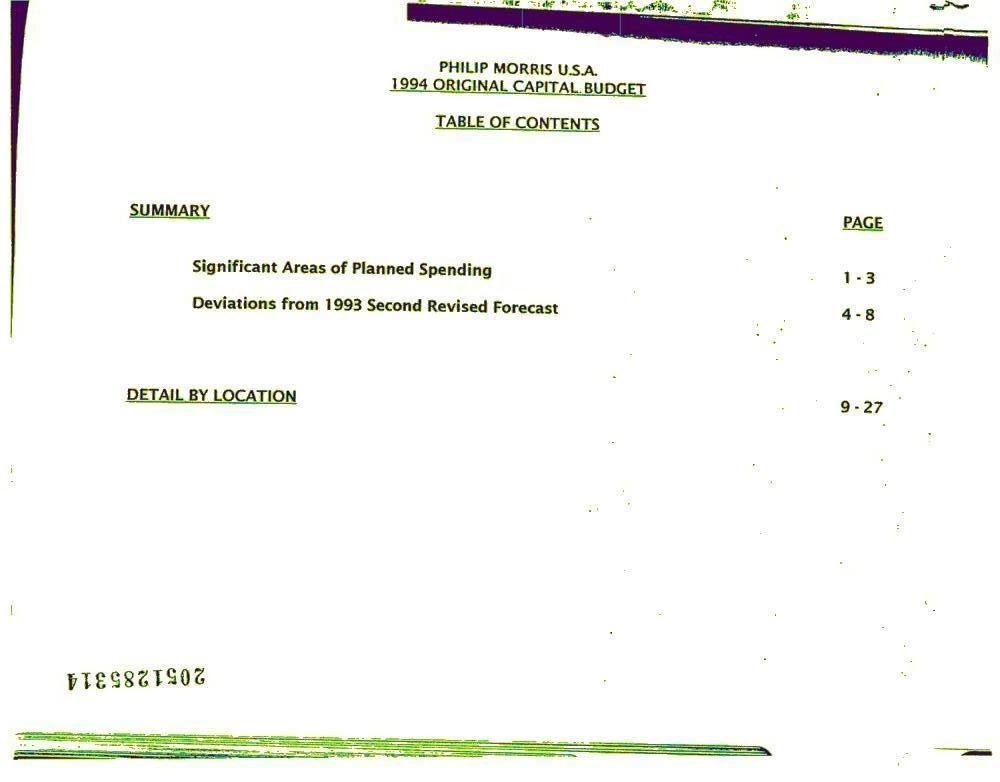 PHILIP MORRIS U.S.A.
1994 ORIGINAL CAPITAL BUDGET
TABLE OF CONTENTS
SUMMARY
PAGE
Significant Areas of Planned Spending 1 - 3
Deviations from 1993 Second Revised Forecast 4 - 8
DETAIL BY LOCATION 9 - 27
2051285314